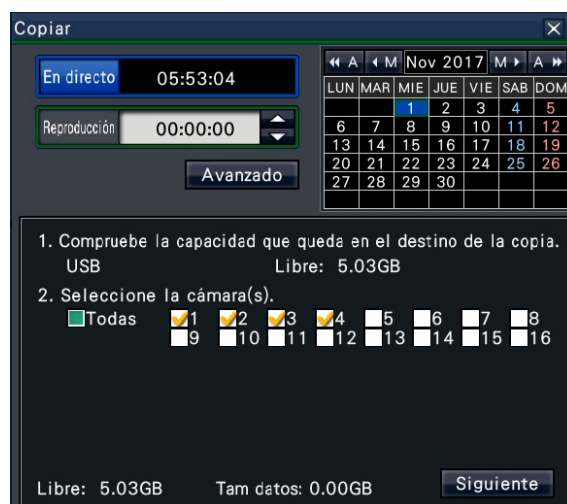 Copiar
En directo 05:53:04
Reproducción 00:00:00
Avanzado
A M Nov 2017 M A
LUN MAR MIE JUE VIE SAB DOM
1 2 3 4 5
6 7 8 9 10 11 12
13 14 15 16 17 18 19
20 21 22 23 24 25 26
27 28 29 30
1. Compruebe la capacidad que queda en el destino de la copia.
USB Libre: 5.03GB
2. Seleccione la cámara(s).
Todas 1 2 3 4 5 6 7 8
9 10 11 12 13 14 15 16
Libre: 5.03GB Tam datos: 0.00GB Siguiente